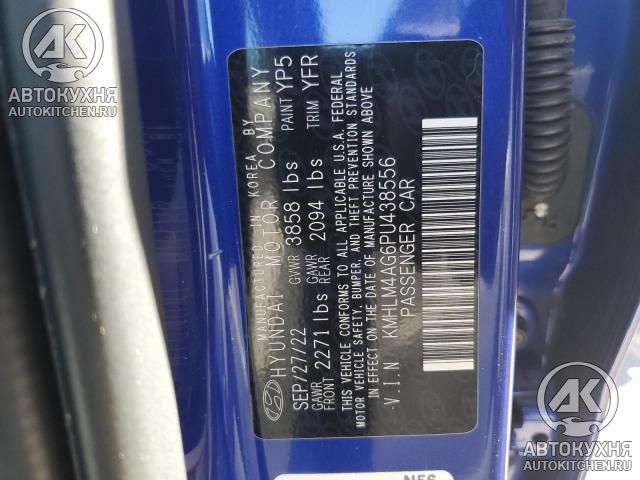 MANUFACTURED IN KOREA BY
HYUNDAI MOTOR COMPANY
SEP/27/22 GVWR 3858 lbs PAINT YP5
GAWR FRONT 2271 lbs GAWR REAR 2094 lbs TRIM YFR
THIS VEHICLE CONFORMS TO ALL APPLICABLE U.S.A. FEDERAL
MOTOR VEHICLE SAFETY, BUMPER, AND THEFT PREVENTION STANDARDS
IN EFFECT ON THE DATE OF MANUFACTURE SHOWN ABOVE
V.I.N KMHLM4AG6PU438556
PASSENGER CAR
N56
AK
АВТОКУХНЯ
AUTOKITCHEN.RU
AK
АВТОКУХНЯ
AUTOKITCHEN.RU